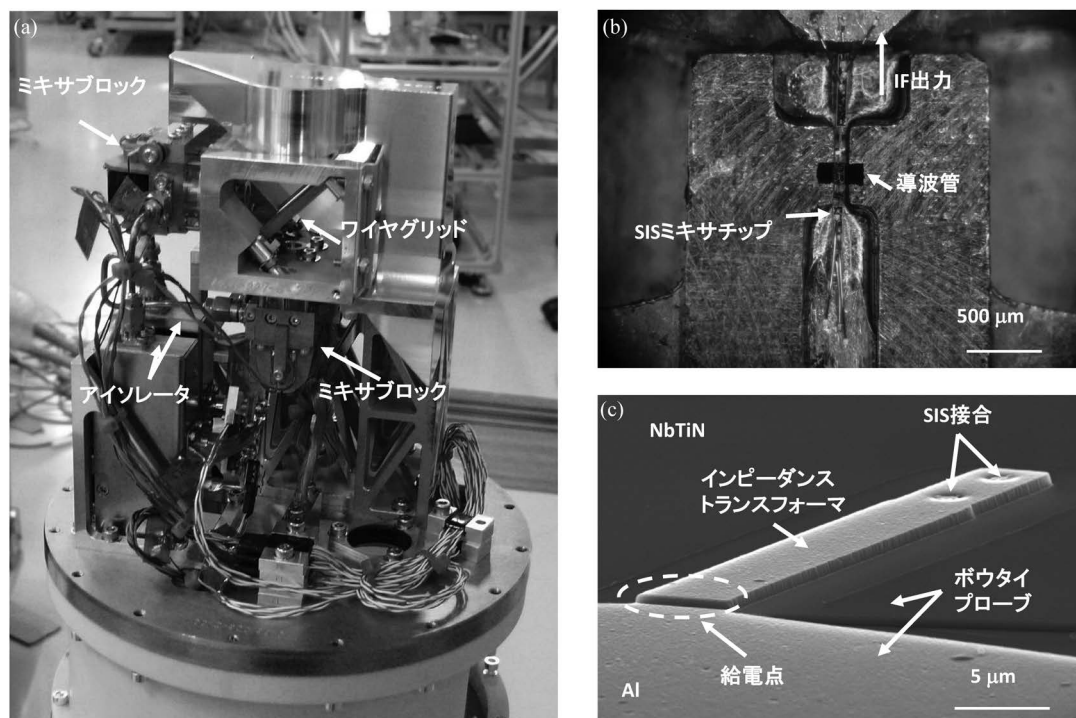 (a)
ミキサブロック
ワイヤグリッド
アイソレータ
ミキサブロック
(b)
IF出力
導波管
SISミキサチップ
500 μm
(c)
NbTiN
SIS接合
インピーダンス
トランスフォーマ
ボウタイ
プローブ
給電点
Al
5 μm